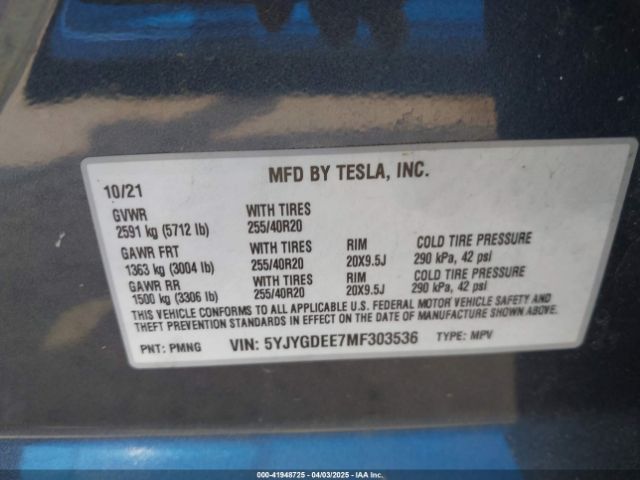 MFD BY TESLA, INC.
10/21
GVWR WITH TIRES
2591 kg (5712 lb) 255/40R20
GAWR FRT WITH TIRES RIM COLD TIRE PRESSURE
1363 kg (3004 lb) 255/40R20 20X9.5J 290 kPa, 42 psi
GAWR RR WITH TIRES RIM COLD TIRE PRESSURE
1500 kg (3306 lb) 255/40R20 20X9.5J 290 kPa, 42 psi
THIS VEHICLE CONFORMS TO ALL APPLICABLE U.S. FEDERAL MOTOR VEHICLE SAFETY AND
THEFT PREVENTION STANDARDS IN EFFECT ON THE DATE OF MANUFACTURE SHOWN ABOVE.
PNT: PMNG VIN: 5YJYGDEE7MF303536 TYPE: MPV
000-41948725 - 04/03/2025 - IAA Inc.